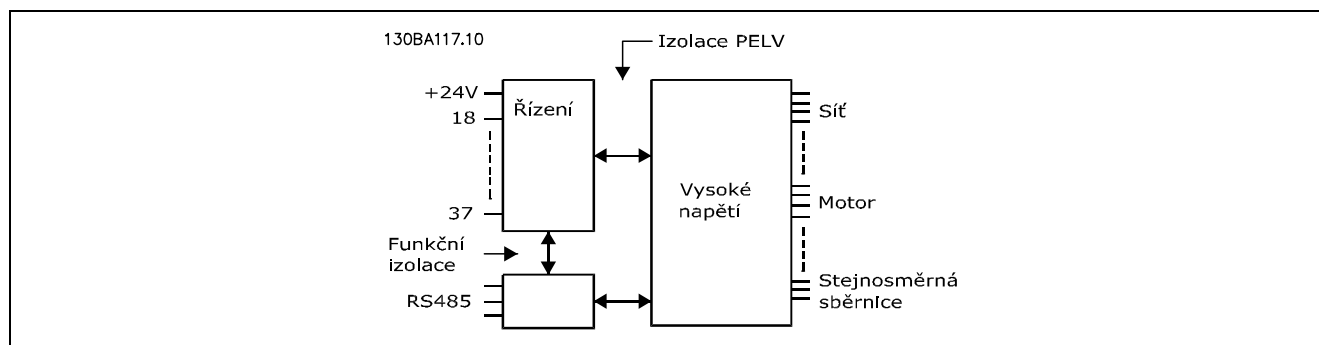 130BA117.10
Izolace PELV
+24V
Řízení
18
37
Funkční
izolace
RS485
Vysoké
napětí
Síť
Motor
Stejnosměrná
sběrnice